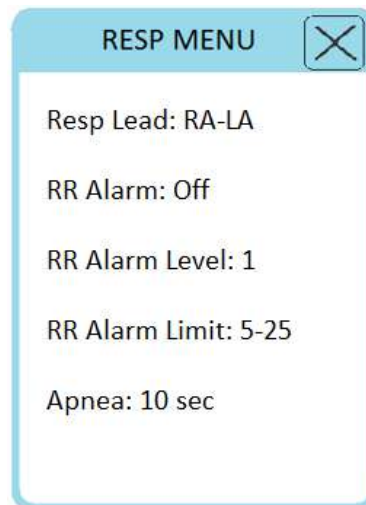 RESP MENU
Resp Lead: RA-LA
RR Alarm: Off
RR Alarm Level: 1
RR Alarm Limit: 5-25
Apnea: 10 sec